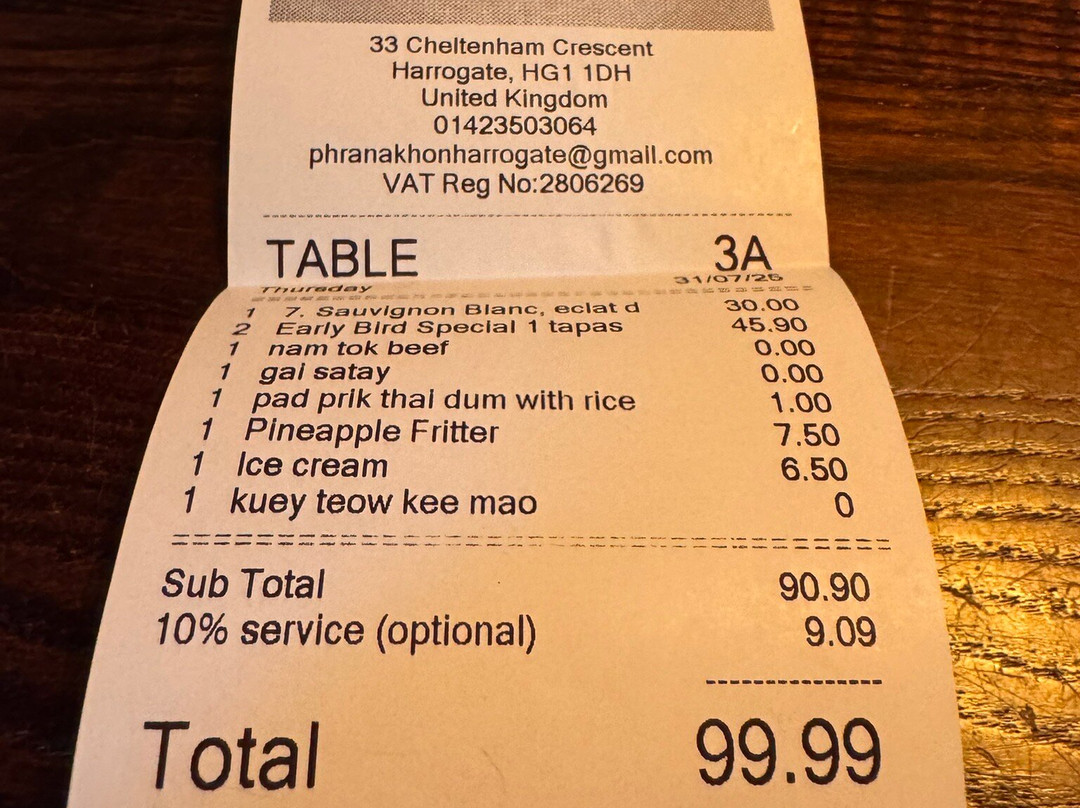 33 Cheltenham Crescent
Harrogate, HG1 1DH
United Kingdom
01423503064
phranakhonharrogate@gmail.com
VAT Reg No:2806269
TABLE 3A
Thursday 31/07/25
1 7. Sauvignon Blanc, eclat d 30.00
2 Early Bird Special 1 tapas 45.90
1 nam tok beef 0.00
1 gai satay 0.00
1 pad prik thai dum with rice 1.00
1 Pineapple Fritter 7.50
1 Ice cream 6.50
1 kuey teow kee mao 0
Sub Total 90.90
10% service (optional) 9.09
Total 99.99